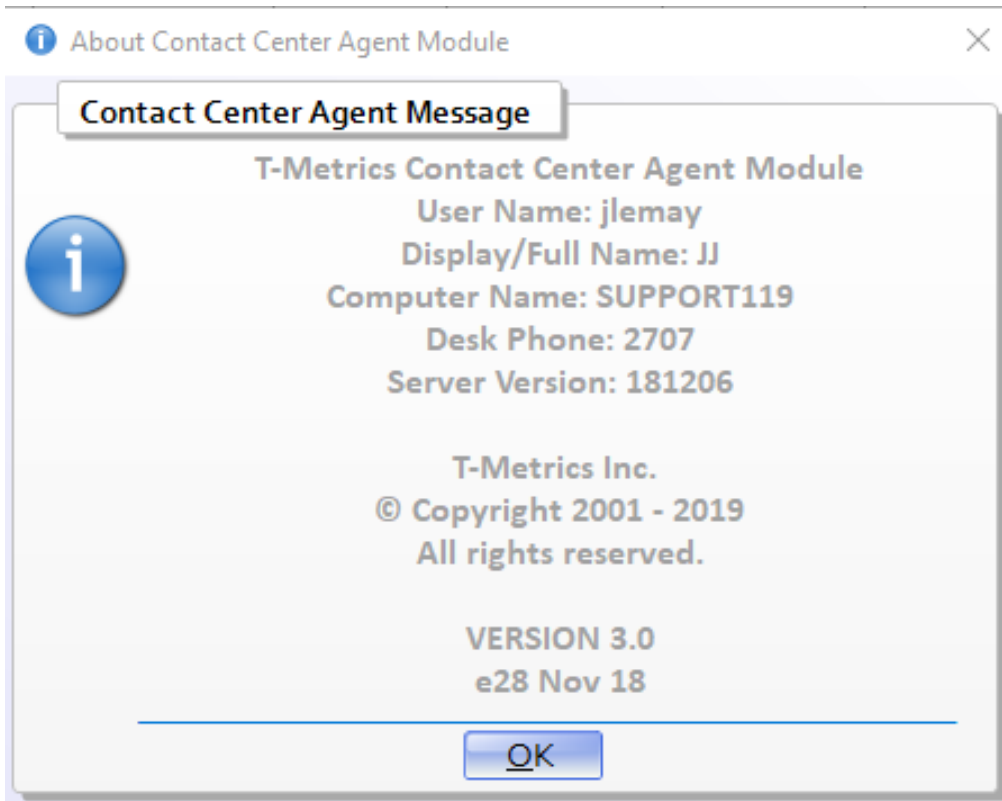 About Contact Center Agent Module
Contact Center Agent Message
T-Metrics Contact Center Agent Module
User Name: jlemay
Display/Full Name: JJ
Computer Name: SUPPORT119
Desk Phone: 2707
Server Version: 181206
T-Metrics Inc.
© Copyright 2001 - 2019
All rights reserved.
VERSION 3.0
e28 Nov 18
OK